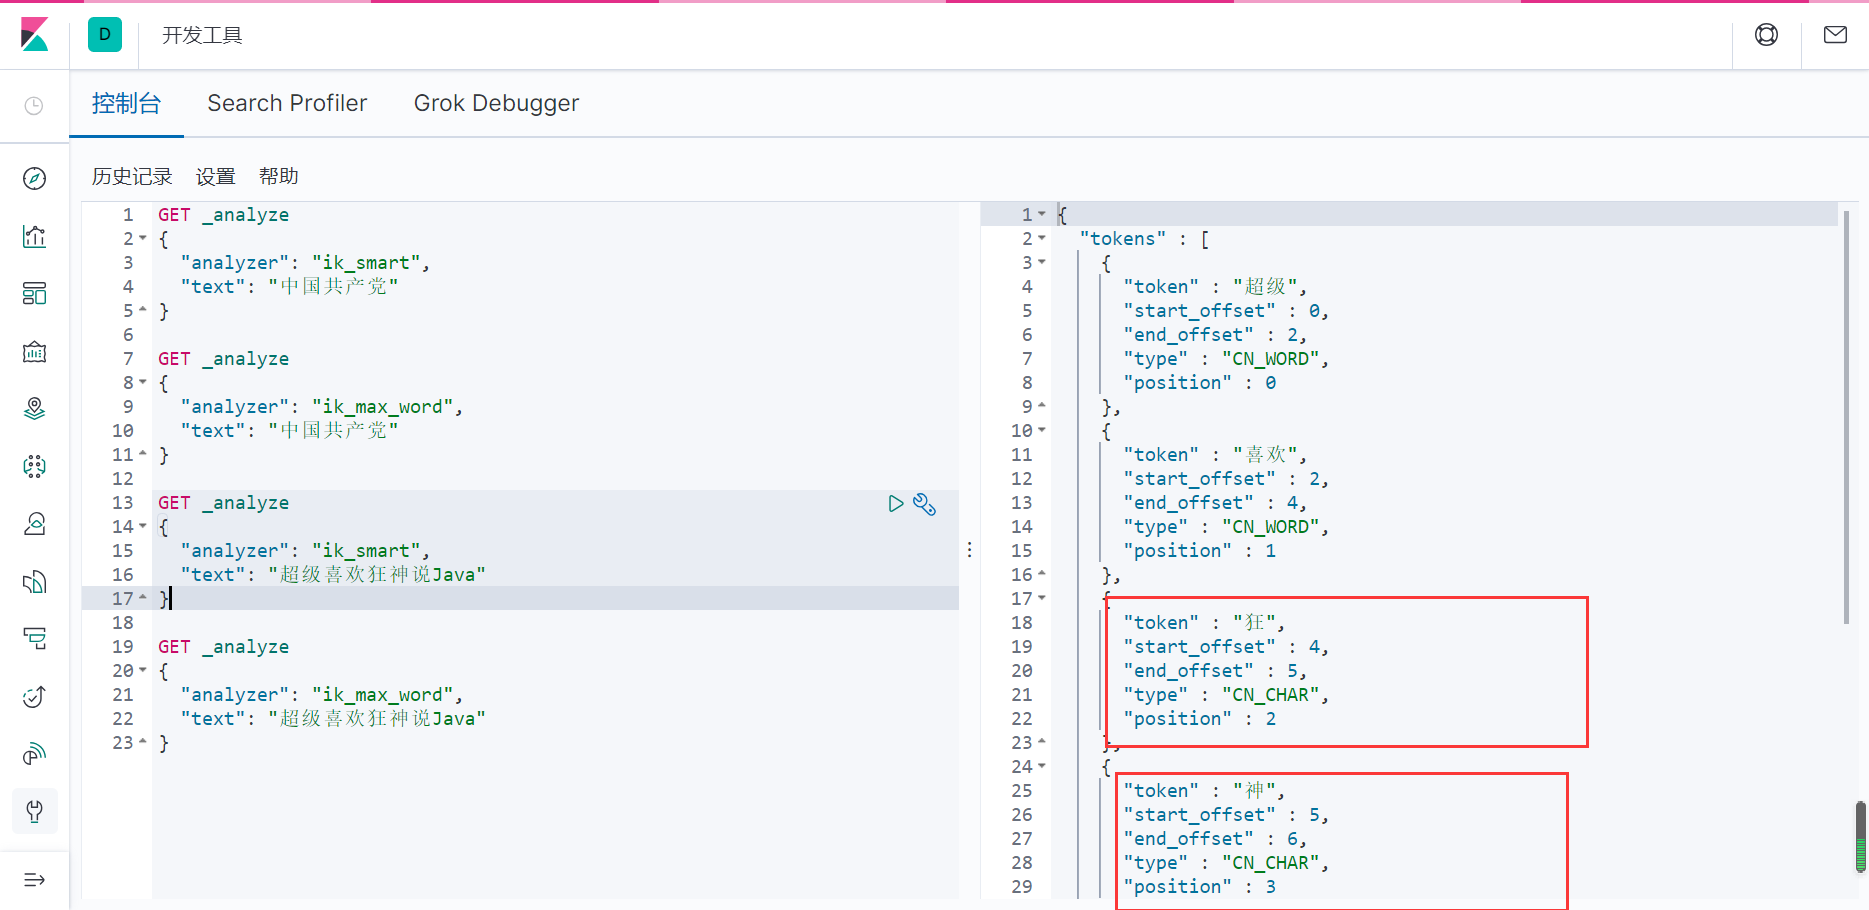 D 开发工具
控制台 Search Profiler Grok Debugger
历史记录 设置 帮助
1 GET _analyze
2 {
3 "analyzer": "ik_smart",
4 "text": "中国共产党"
5 }
6
7 GET _analyze
8 {
9 "analyzer": "ik_max_word",
10 "text": "中国共产党"
11 }
12
13 GET _analyze
14 {
15 "analyzer": "ik_smart",
16 "text": "超级喜欢狂神说Java"
17 }
18
19 GET _analyze
20 {
21 "analyzer": "ik_max_word",
22 "text": "超级喜欢狂神说Java"
23 }
1 {
2 "tokens" : [
3 {
4 "token" : "超级",
5 "start_offset" : 0,
6 "end_offset" : 2,
7 "type" : "CN_WORD",
8 "position" : 0
9 },
10 {
11 "token" : "喜欢",
12 "start_offset" : 2,
13 "end_offset" : 4,
14 "type" : "CN_WORD",
15 "position" : 1
16 },
17 {
18 "token" : "狂",
19 "start_offset" : 4,
20 "end_offset" : 5,
21 "type" : "CN_CHAR",
22 "position" : 2
23 },
24 {
25 "token" : "神",
26 "start_offset" : 5,
27 "end_offset" : 6,
28 "type" : "CN_CHAR",
29 "position" : 3